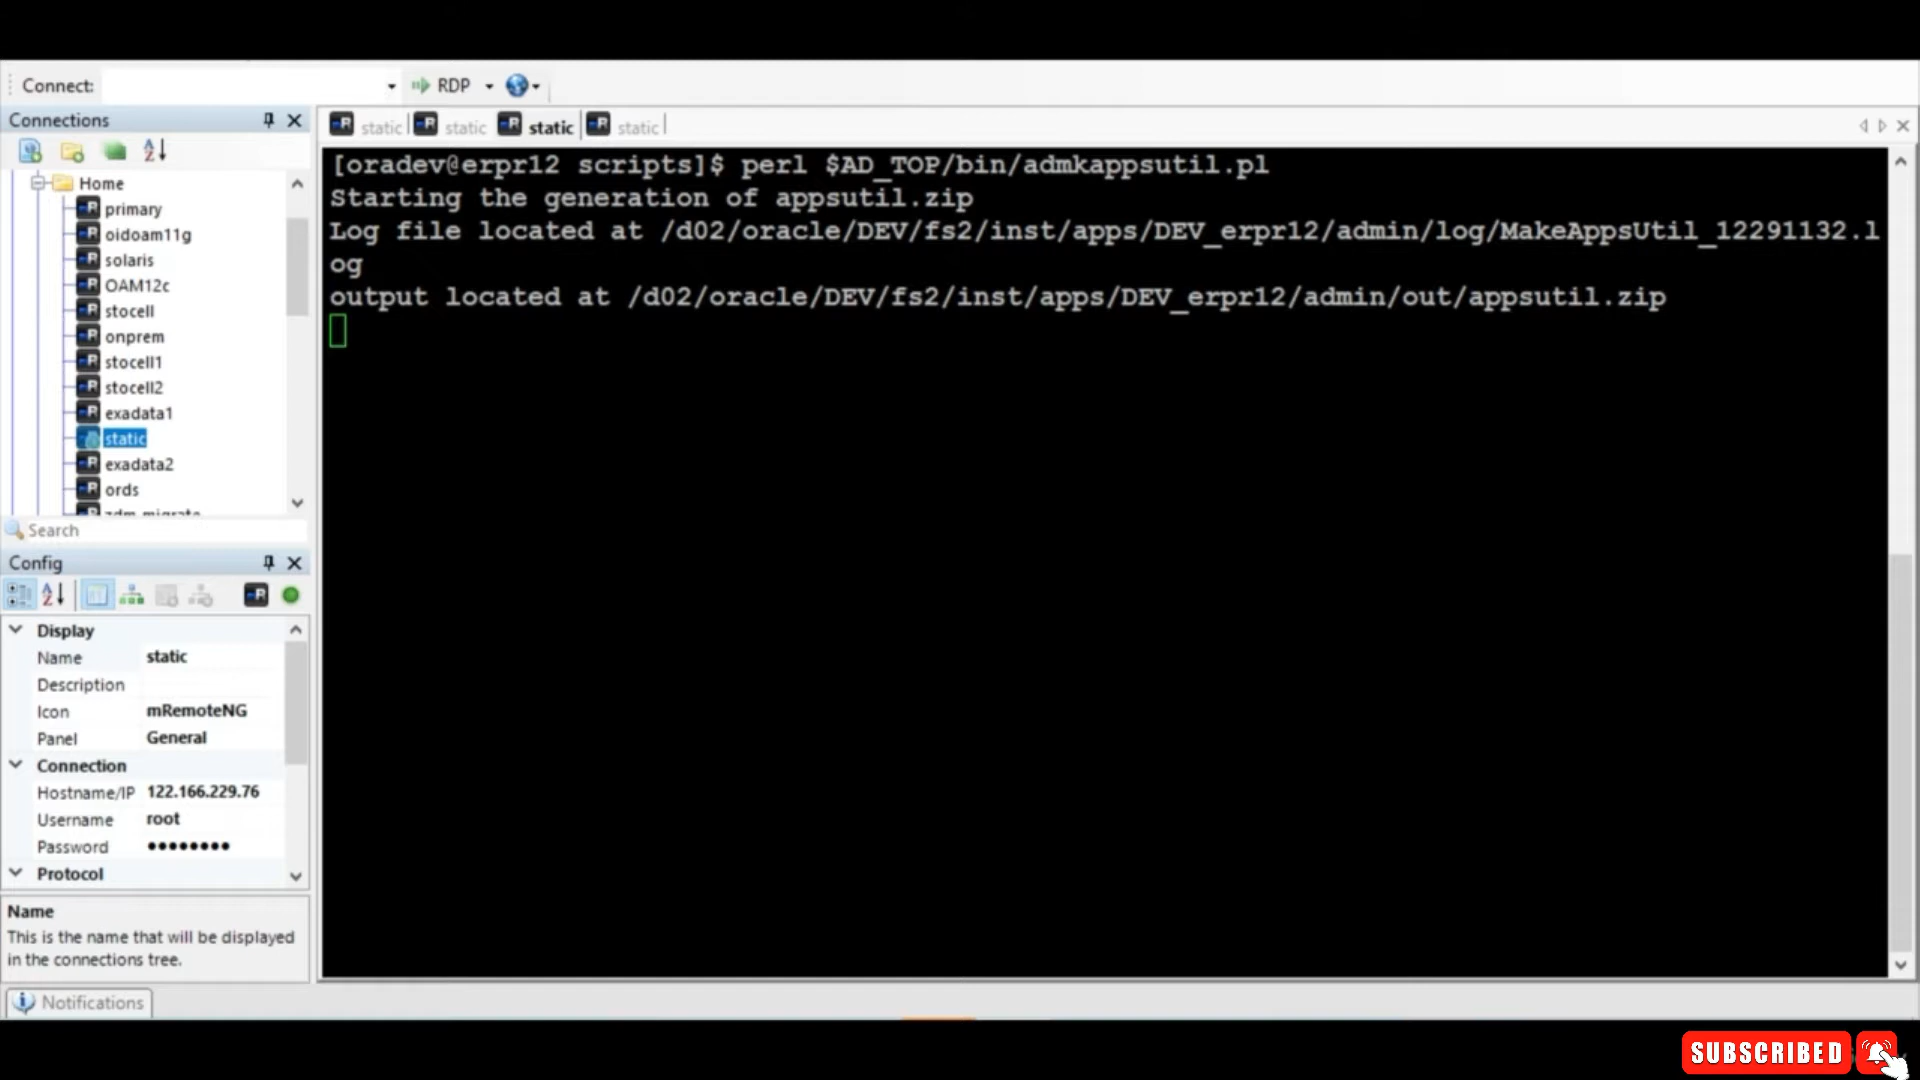 Connect:
RDP
Connections
static
static
static
static
Home
primary
oidoam11g
solaris
OAM12c
stocell
onprem
stocell1
stocell2
exadata1
static
exadata2
ords
zdm_migrate
Search
Config
Display
Name static
Description
Icon mRemoteNG
Panel General
Connection
Hostname/IP 122.166.229.76
Username root
Password ••••••••
Protocol
Name
This is the name that will be displayed
in the connections tree.
Notifications
[oradev@erpr12 scripts]$ perl $AD_TOP/bin/admkappsutil.pl
Starting the generation of appsutil.zip
Log file located at /d02/oracle/DEV/fs2/inst/apps/DEV_erpr12/admin/log/MakeAppsUtil_12291132.l
og
output located at /d02/oracle/DEV/fs2/inst/apps/DEV_erpr12/admin/out/appsutil.zip
SUBSCRIBED